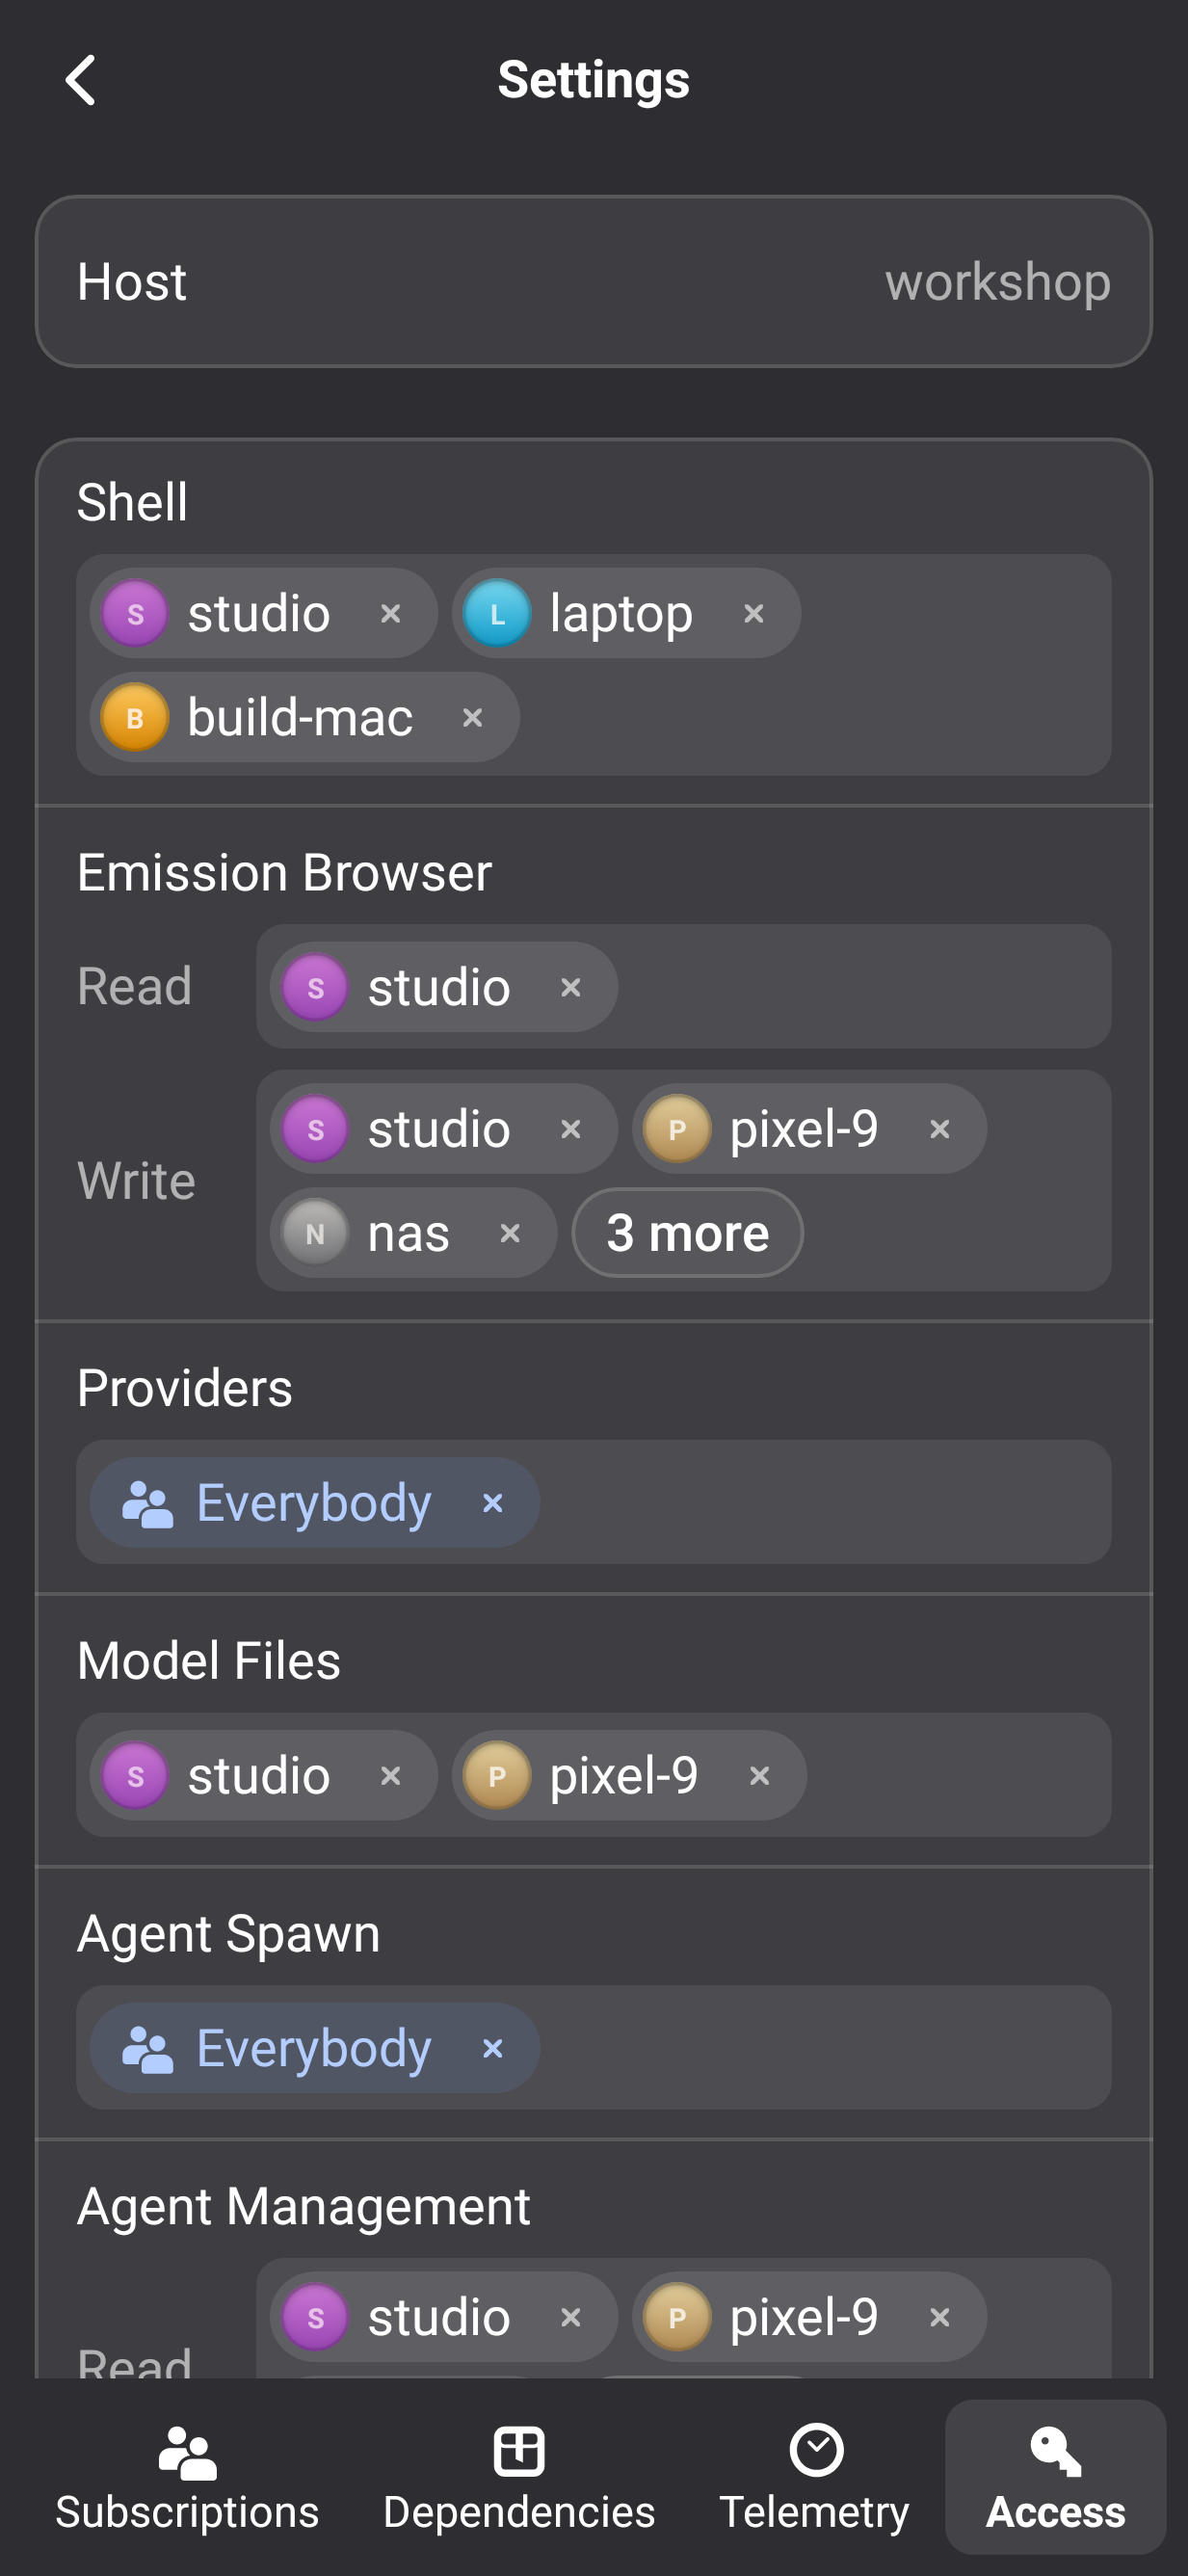 Settings
Host workshop
Shell
S studio × L laptop ×
B build-mac ×
Emission Browser
Read S studio ×
S studio × P pixel-9 ×
Write
N nas × 3 more
Providers
Everybody ×
Model Files
S studio × P pixel-9 ×
Agent Spawn
Everybody ×
Agent Management
S studio × P pixel-9 ×
Read
Subscriptions Dependencies Telemetry Access